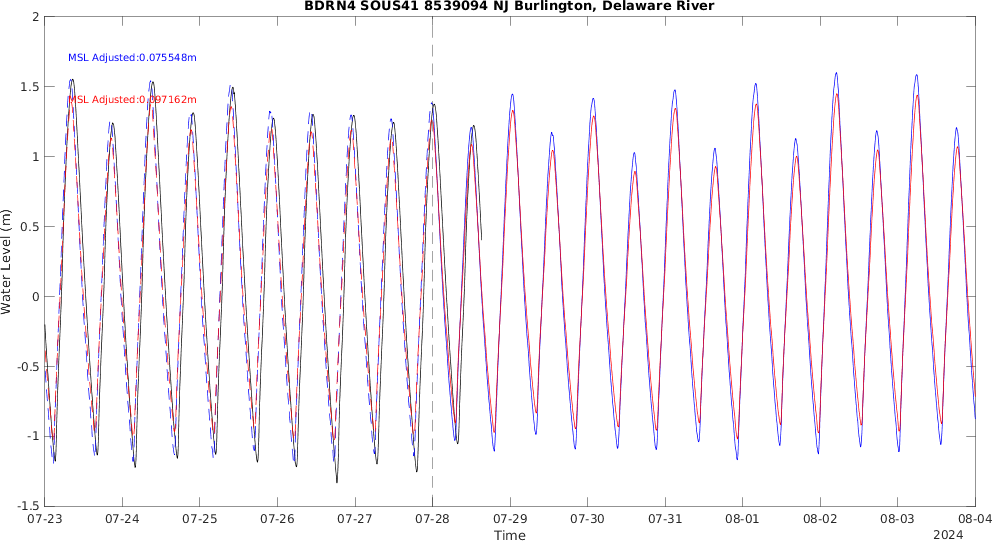 BDRN4 SOUS41 8539094 NJ Burlington, Delaware River
2
MSL Adjusted:0.075548m
1.5
MSL Adjusted:0.097162m
1
0.5
0
-0.5
-1
-1.5
Water Level (m)
07-23 07-24 07-25 07-26 07-27 07-28 07-29 07-30 07-31 08-01 08-02 08-03 08-04
Time
2024